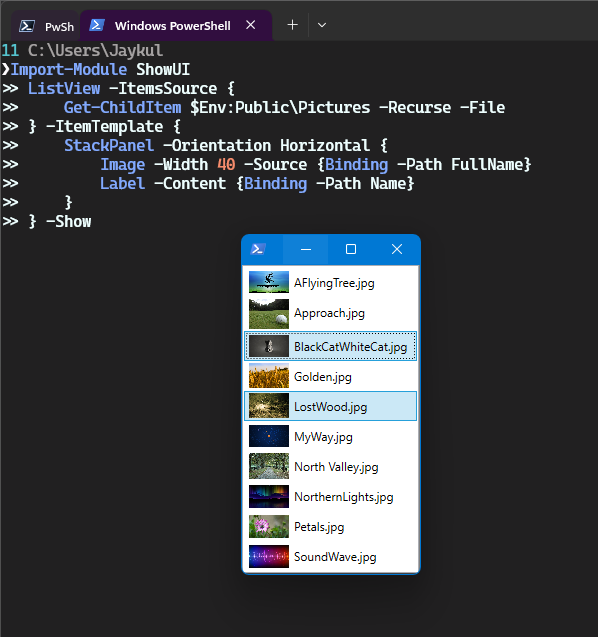 PwSh
Windows PowerShell
11 C:\Users\Jaykul
❯Import-Module ShowUI
>> ListView -ItemsSource {
>>     Get-ChildItem $Env:Public\Pictures -Recurse -File
>> } -ItemTemplate {
>>     StackPanel -Orientation Horizontal {
>>         Image -Width 40 -Source {Binding -Path FullName}
>>         Label -Content {Binding -Path Name}
>>     }
>> } -Show
AFlyingTree.jpg
Approach.jpg
BlackCatWhiteCat.jpg
Golden.jpg
LostWood.jpg
MyWay.jpg
North Valley.jpg
NorthernLights.jpg
Petals.jpg
SoundWave.jpg